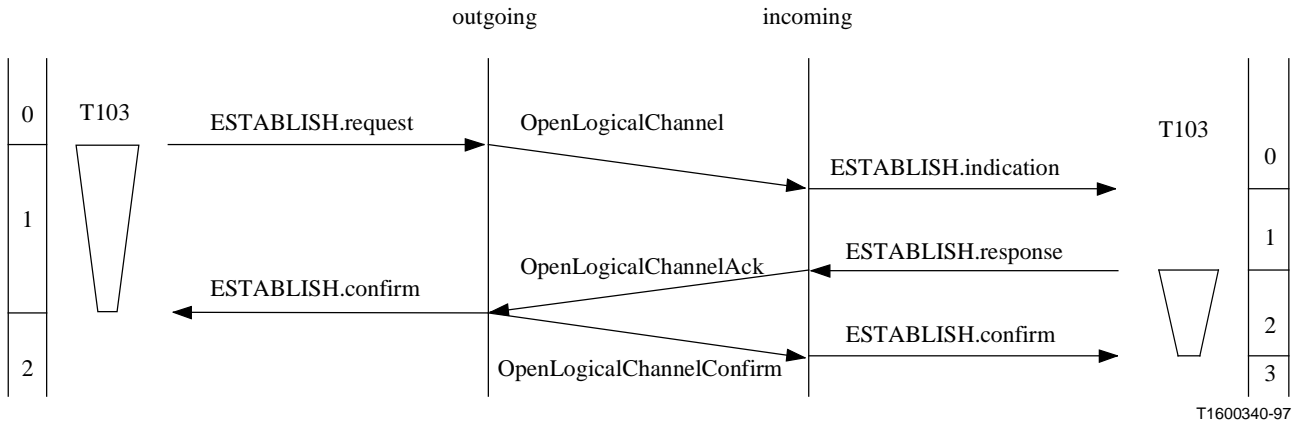 outgoing
incoming
0
T103
ESTABLISH.request
OpenLogicalChannel
T103
ESTABLISH.indication
0
1
ESTABLISH.response
1
OpenLogicalChannelAck
ESTABLISH.confirm
ESTABLISH.confirm
2
2
OpenLogicalChannelConfirm
3
T1600340-97